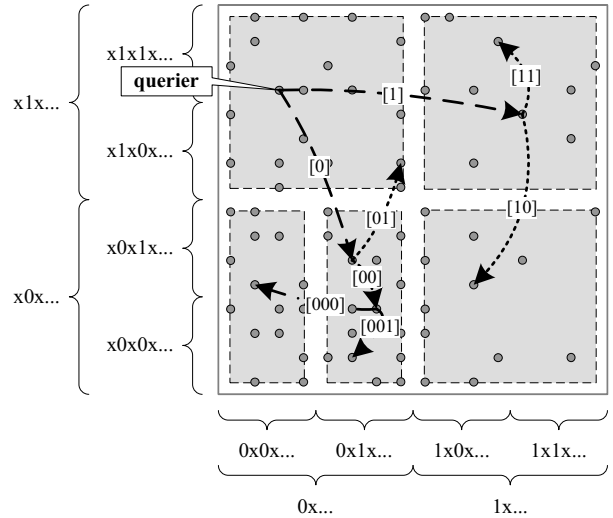 x1x1x...
querier
[11]
[1]
x1x...
x1x0x...
[0]
[01]
[10]
x0x1x...
[00]
x0x...
[000]
[001]
x0x0x...
0x0x...
0x1x...
1x0x...
1x1x...
0x...
1x...